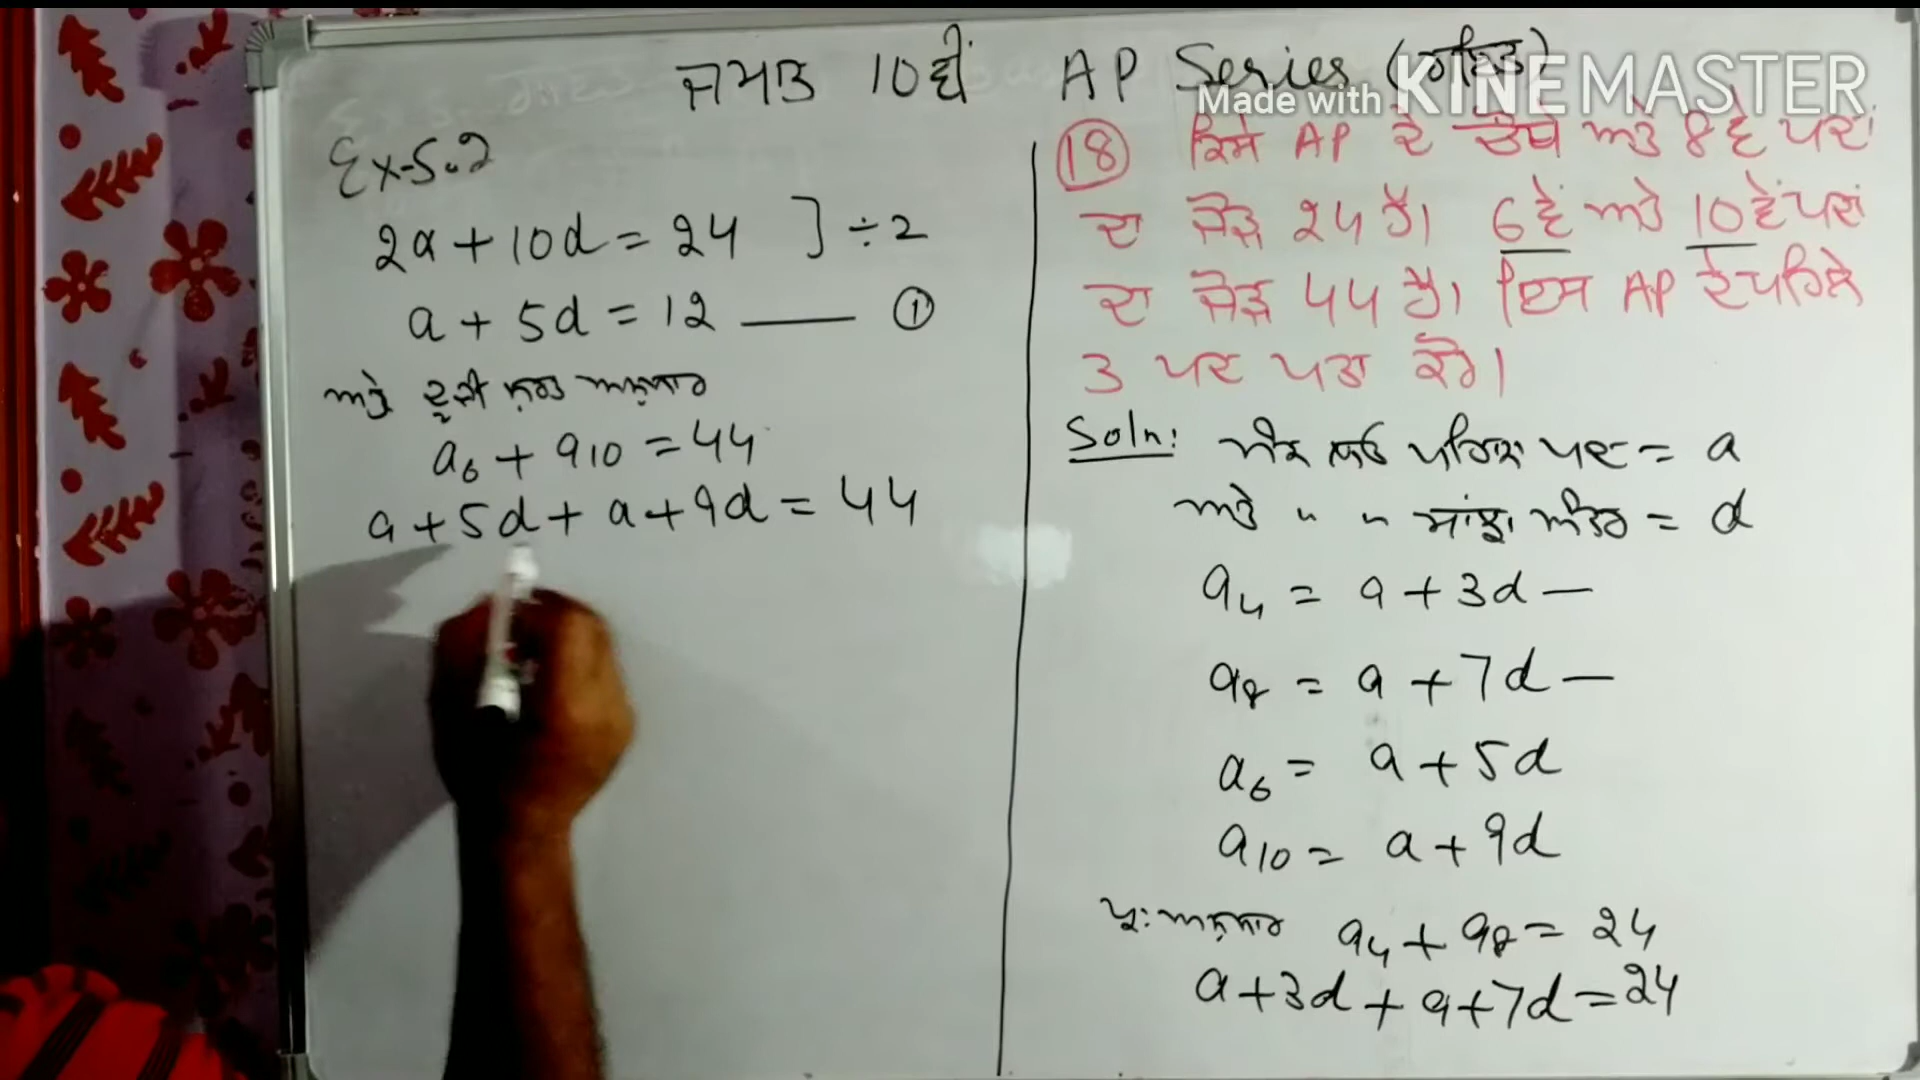 ਜਮਾਤ 10ਵੀਂ AP Series (ਗਣਿਤ)
Made with KINEMASTER
Ex-5.2
2a + 10d = 24 ] ÷2
a + 5d = 12 —— ①
ਅਤੇ ਦੂਜੀ ਸ਼ਰਤ ਅਨੁਸਾਰ
a₆ + a₁₀ = 44
a + 5d + a + 9d = 44
⑱ ਕਿਸੇ AP ਦੇ ਚੌਥੇ ਅਤੇ 8ਵੇਂ ਪਦਾਂ
ਦਾ ਜੋੜ 24 ਹੈ। 6ਵੇਂ ਅਤੇ 10ਵੇਂ ਪਦਾਂ
ਦਾ ਜੋੜ 44 ਹੈ। ਇਸ AP ਦੇ ਪਹਿਲੇ
3 ਪਦ ਪਤਾ ਕਰੋ।
Soln: ਮੰਨ ਲਓ ਪਹਿਲਾ ਪਦ = a
ਅਤੇ " " ਸਾਂਝਾ ਅੰਤਰ = d
a₄ = a + 3d —
a₈ = a + 7d —
a₆ = a + 5d
a₁₀ = a + 9d
ਪ੍ਰ: ਅਨੁਸਾਰ a₄ + a₈ = 24
a + 3d + a + 7d = 24